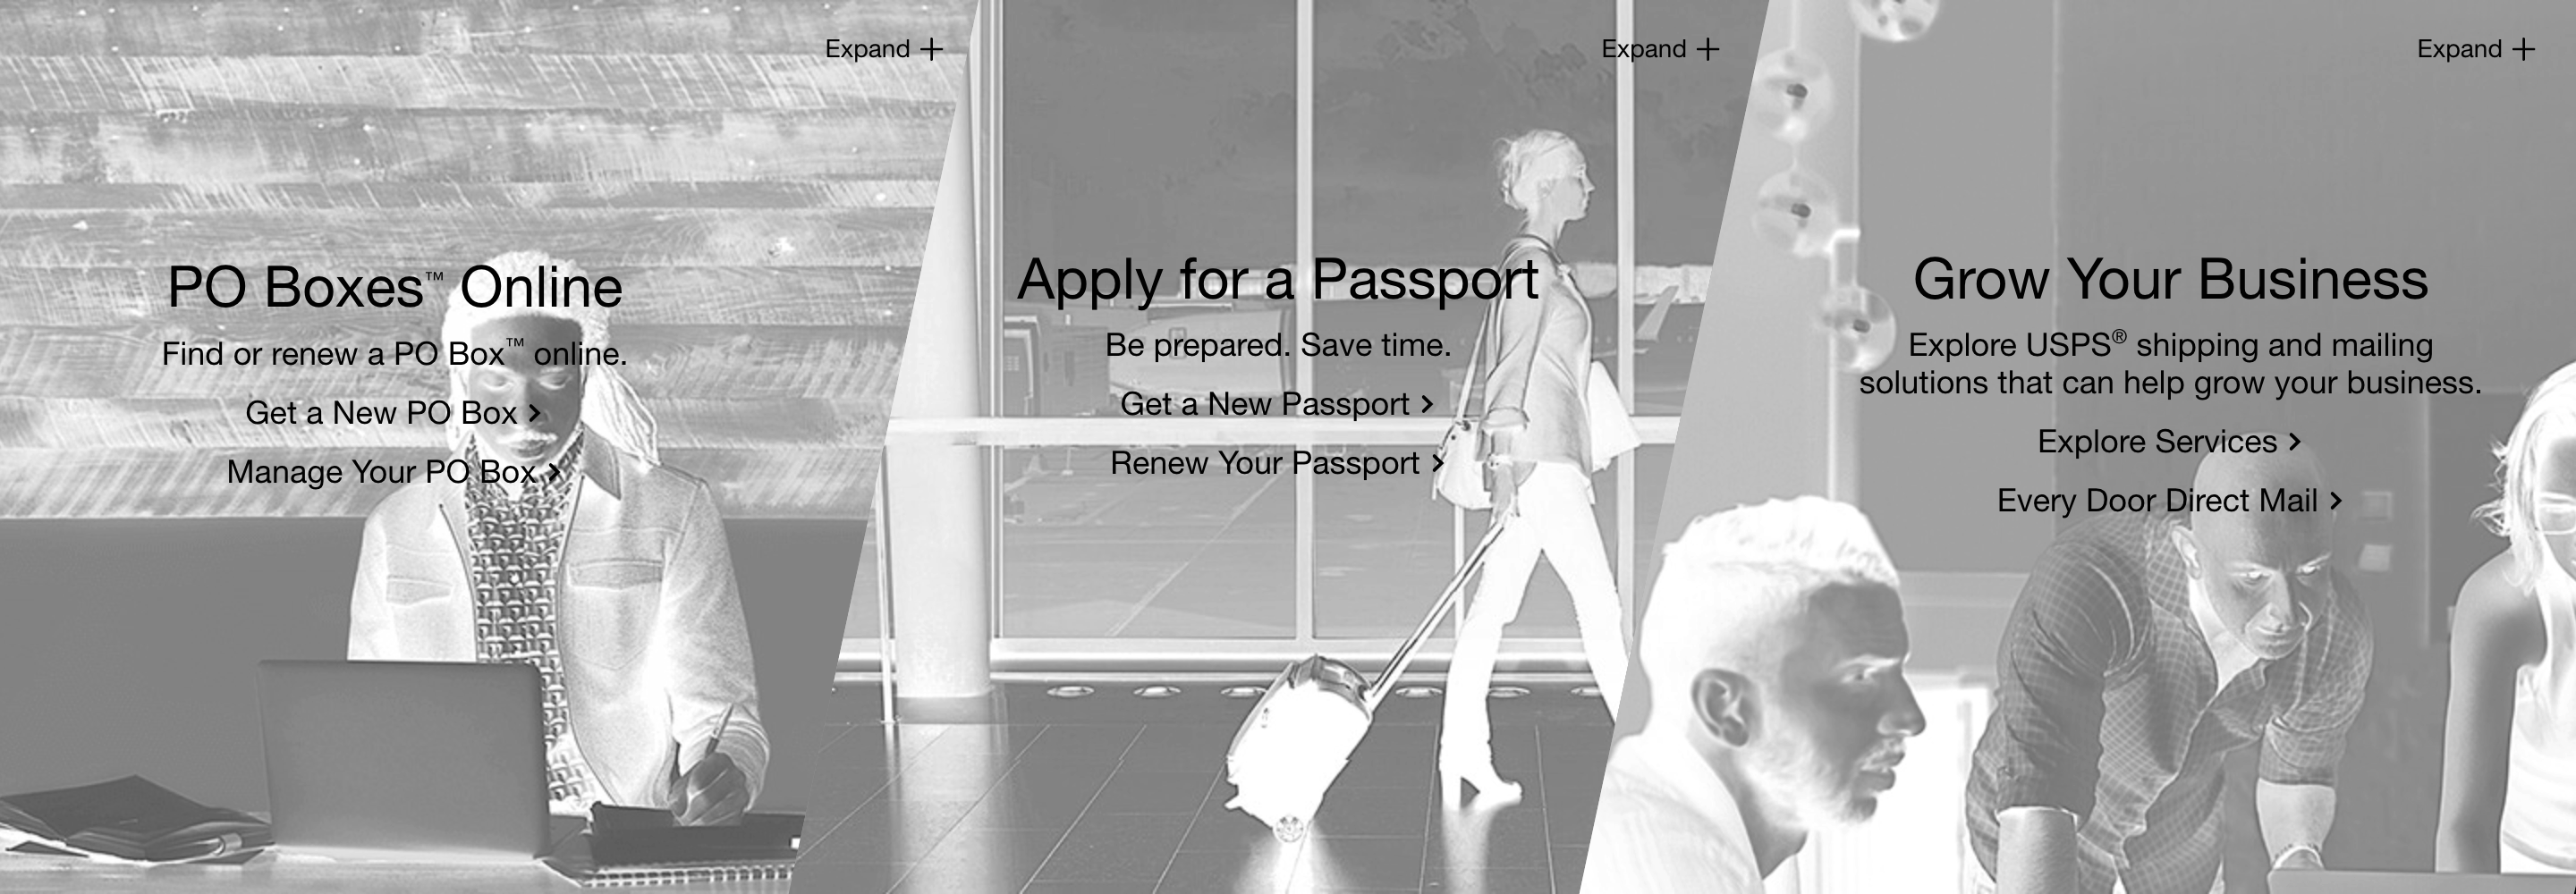 Expand
PO Boxes™ Online
Find or renew a PO Box™ online.
Get a New PO Box
Manage Your PO Box
Expand
Apply for a Passport
Be prepared. Save time.
Get a New Passport
Renew Your Passport
Expand
Grow Your Business
Explore USPS® shipping and mailing
solutions that can help grow your business.
Explore Services
Every Door Direct Mail